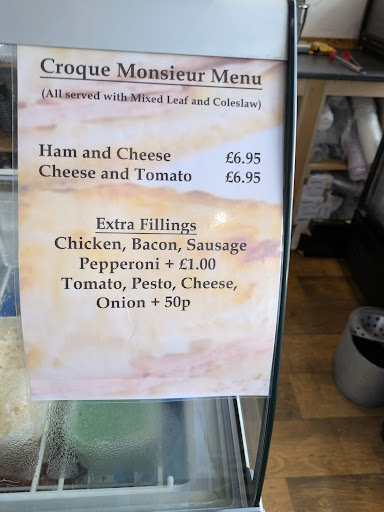 Croque Monsieur Menu
(All served with Mixed Leaf and Coleslaw)
Ham and Cheese £6.95
Cheese and Tomato £6.95
Extra Fillings
Chicken, Bacon, Sausage
Pepperoni + £1.00
Tomato, Pesto, Cheese,
Onion + 50p